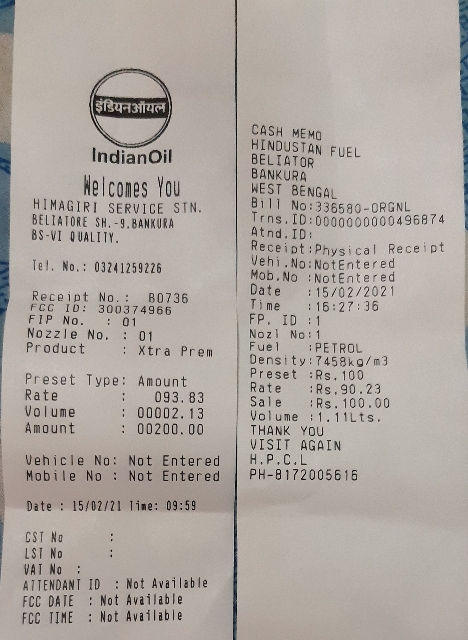 इंडियनऑयल
IndianOil
Welcomes You
HIMAGIRI SERVICE STN.
BELIATORE SH.-9.BANKURA
BS-VI QUALITY.
Tel. No.: 03241259226
Receipt No.: B0736
FCC ID: 300374966
FIP No. : 01
Nozzle No. : 01
Product : Xtra Prem
Preset Type: Amount
Rate : 093.83
Volume : 00002.13
Amount : 00200.00
Vehicle No: Not Entered
Mobile No : Not Entered
Date : 15/02/21 Time: 09:59
CST No :
LST No :
VAT No :
ATTENDANT ID : Not Available
FCC DATE : Not Available
FCC TIME : Not Available
CASH MEMO
HINDUSTAN FUEL
BELIATOR
BANKURA
WEST BENGAL
Bill No:336580-ORGNL
Trns.ID:0000000000496874
Atnd.ID:
Receipt:Physical Receipt
Vehi.No:NotEntered
Mob.No :NotEntered
Date :15/02/2021
Time :16:27:36
FP. ID :1
Nozl No:1
Fuel :PETROL
Density:7458kg/m3
Preset :Rs.100
Rate :Rs.90.23
Sale :Rs.100.00
Volume :1.11Lts.
THANK YOU
VISIT AGAIN
H.P.C.L
PH-8172005616